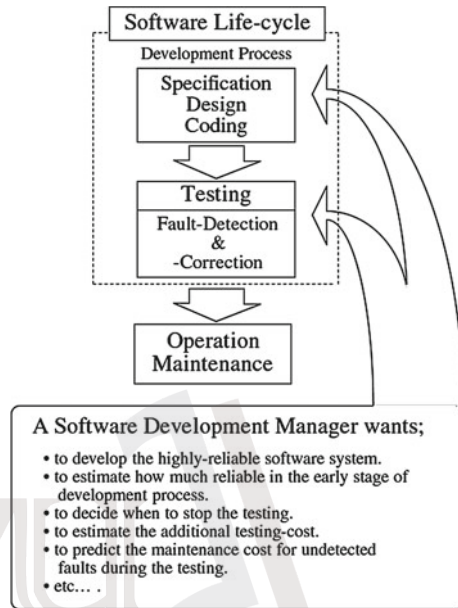 Software Life-cycle
Development Process
Specification
Design
Coding
Testing
Fault-Detection
&
-Correction
Operation
Maintenance
A Software Development Manager wants;
• to develop the highly-reliable software system.
• to estimate how much reliable in the early stage of
development process.
• to decide when to stop the testing.
• to estimate the additional testing-cost.
• to predict the maintenance cost for undetected
faults during the testing.
• etc... .